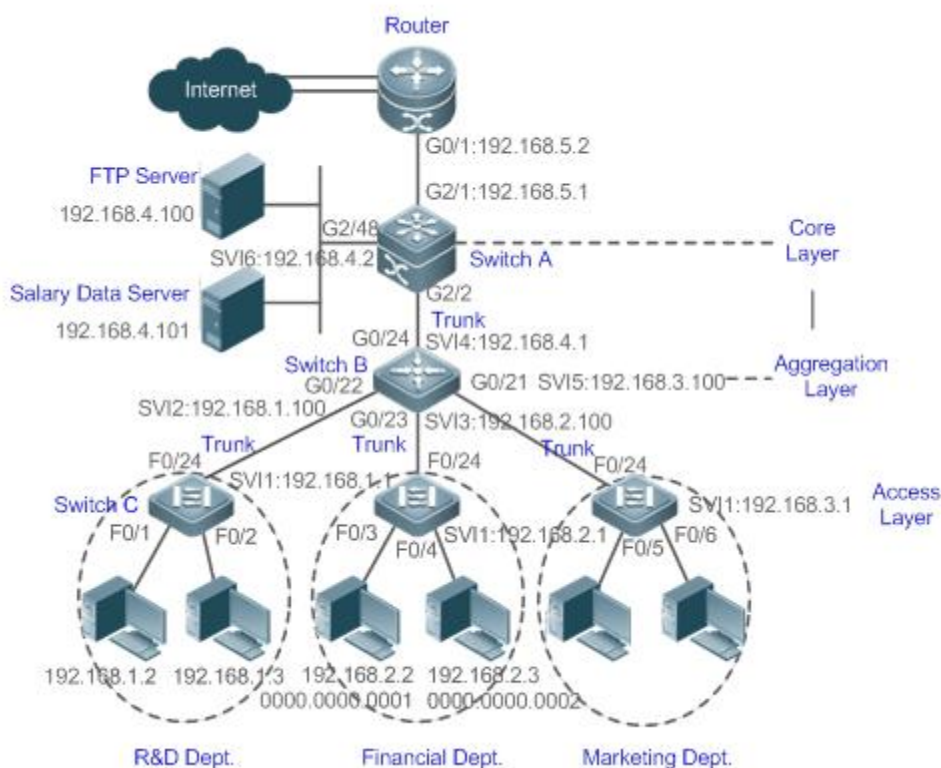 Router
Internet
G0/1:192.168.5.2
FTP Server
G2/1:192.168.5.1
192.168.4.100
G2/48
Core
Layer
SVI6:192.168.4.2
Switch A
Salary Data Server
G2/2
192.168.4.101
Trunk
G0/24
SVI4:192.168.4.1
Switch B
Aggregation
Layer
G0/22
G0/21
SVI5:192.168.3.100
SVI2:192.168.1.100
G0/23
SVI3:192.168.2.100
Trunk
Trunk
Trunk
F0/24
F0/24
F0/24
SVI1:192.168.1.1
Switch C
SVI1:192.168.3.1
Access
Layer
F0/1
F0/2
F0/3
F0/4
SVI1:192.168.2.1
F0/5
F0/6
192.168.1.2
192.168.1.3
192.168.2.2
192.168.2.3
0000.0000.0001
0000.0000.0002
R&D Dept.
Financial Dept.
Marketing Dept.